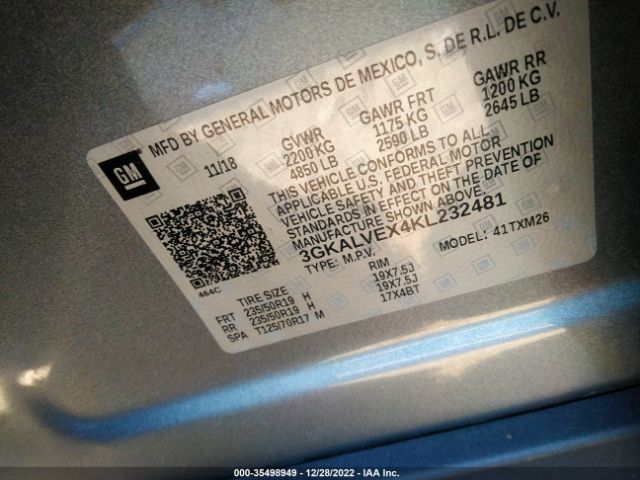 GM
MFD BY GENERAL MOTORS DE MEXICO, S. DE R.L. DE C.V.
11/18
GVWR GAWR FRT GAWR RR
2200 KG 1175 KG 1200 KG
4850 LB 2590 LB 2645 LB
THIS VEHICLE CONFORMS TO ALL
APPLICABLE U.S. FEDERAL MOTOR
VEHICLE SAFETY AND THEFT PREVENTION
STANDARDS IN EFFECT ON THE DATE OF
MANUFACTURE SHOWN ABOVE.
3GKALVEX4KL232481
TYPE: M.P.V. MODEL: 41TXM26
464C
TIRE SIZE RIM
FRT 235/50R19 H 19X7.5J
RR 235/50R19 H 19X7.5J
SPA T125/70R17 M 17X4BT
000-35498949 - 12/28/2022 - IAA Inc.